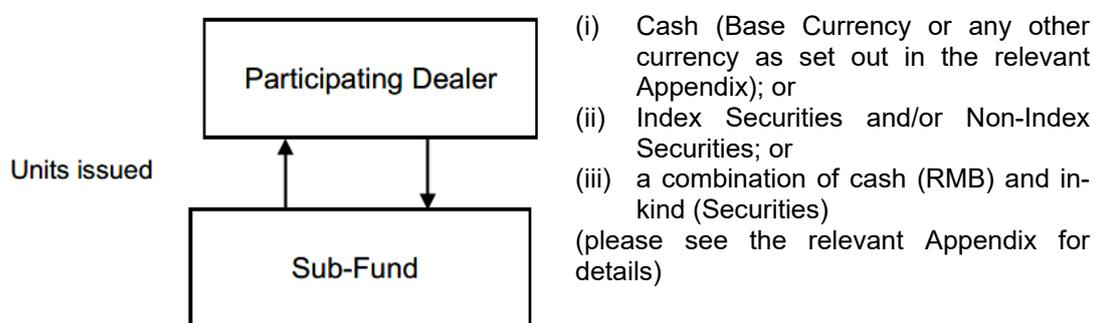 Participating Dealer
Units issued
Sub-Fund
(i) Cash (Base Currency or any other
currency as set out in the relevant
Appendix); or
(ii) Index Securities and/or Non-Index
Securities; or
(iii) a combination of cash (RMB) and in-
kind (Securities)
(please see the relevant Appendix for
details)